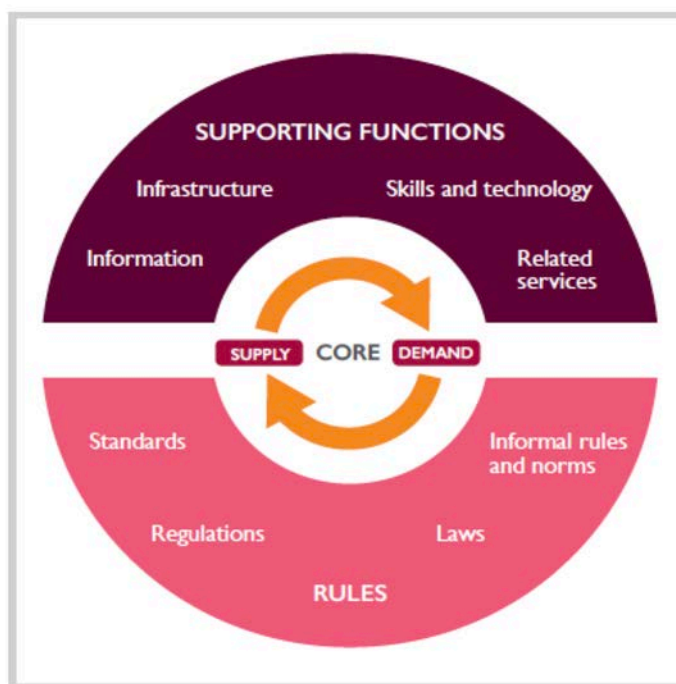 SUPPORTING FUNCTIONS
Infrastructure
Skills and technology
Information
Related
services
SUPPLY
CORE
DEMAND
Standards
Informal rules
and norms
Regulations
Laws
RULES